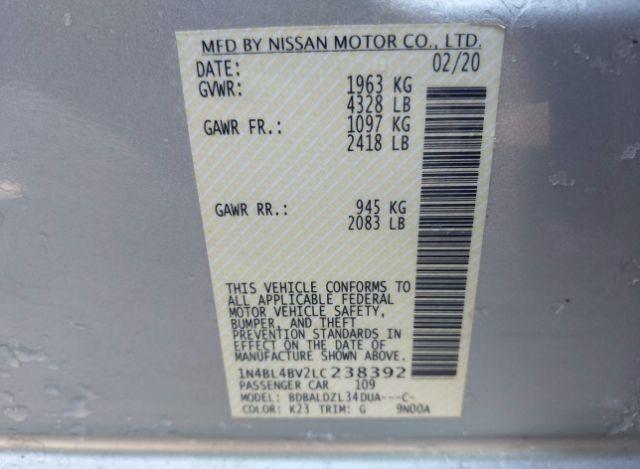 MFD BY NISSAN MOTOR CO., LTD.
DATE: 02/20
GVWR: 1963 KG
4328 LB
GAWR FR.: 1097 KG
2418 LB
GAWR RR.: 945 KG
2083 LB
THIS VEHICLE CONFORMS TO
ALL APPLICABLE FEDERAL
MOTOR VEHICLE SAFETY,
BUMPER, AND THEFT
PREVENTION STANDARDS IN
EFFECT ON THE DATE OF
MANUFACTURE SHOWN ABOVE.
1N4BL4BV2LC238392
PASSENGER CAR 109
MODEL: BDBALDZL34DUA---C-
COLOR: K23 TRIM: G 9N00A